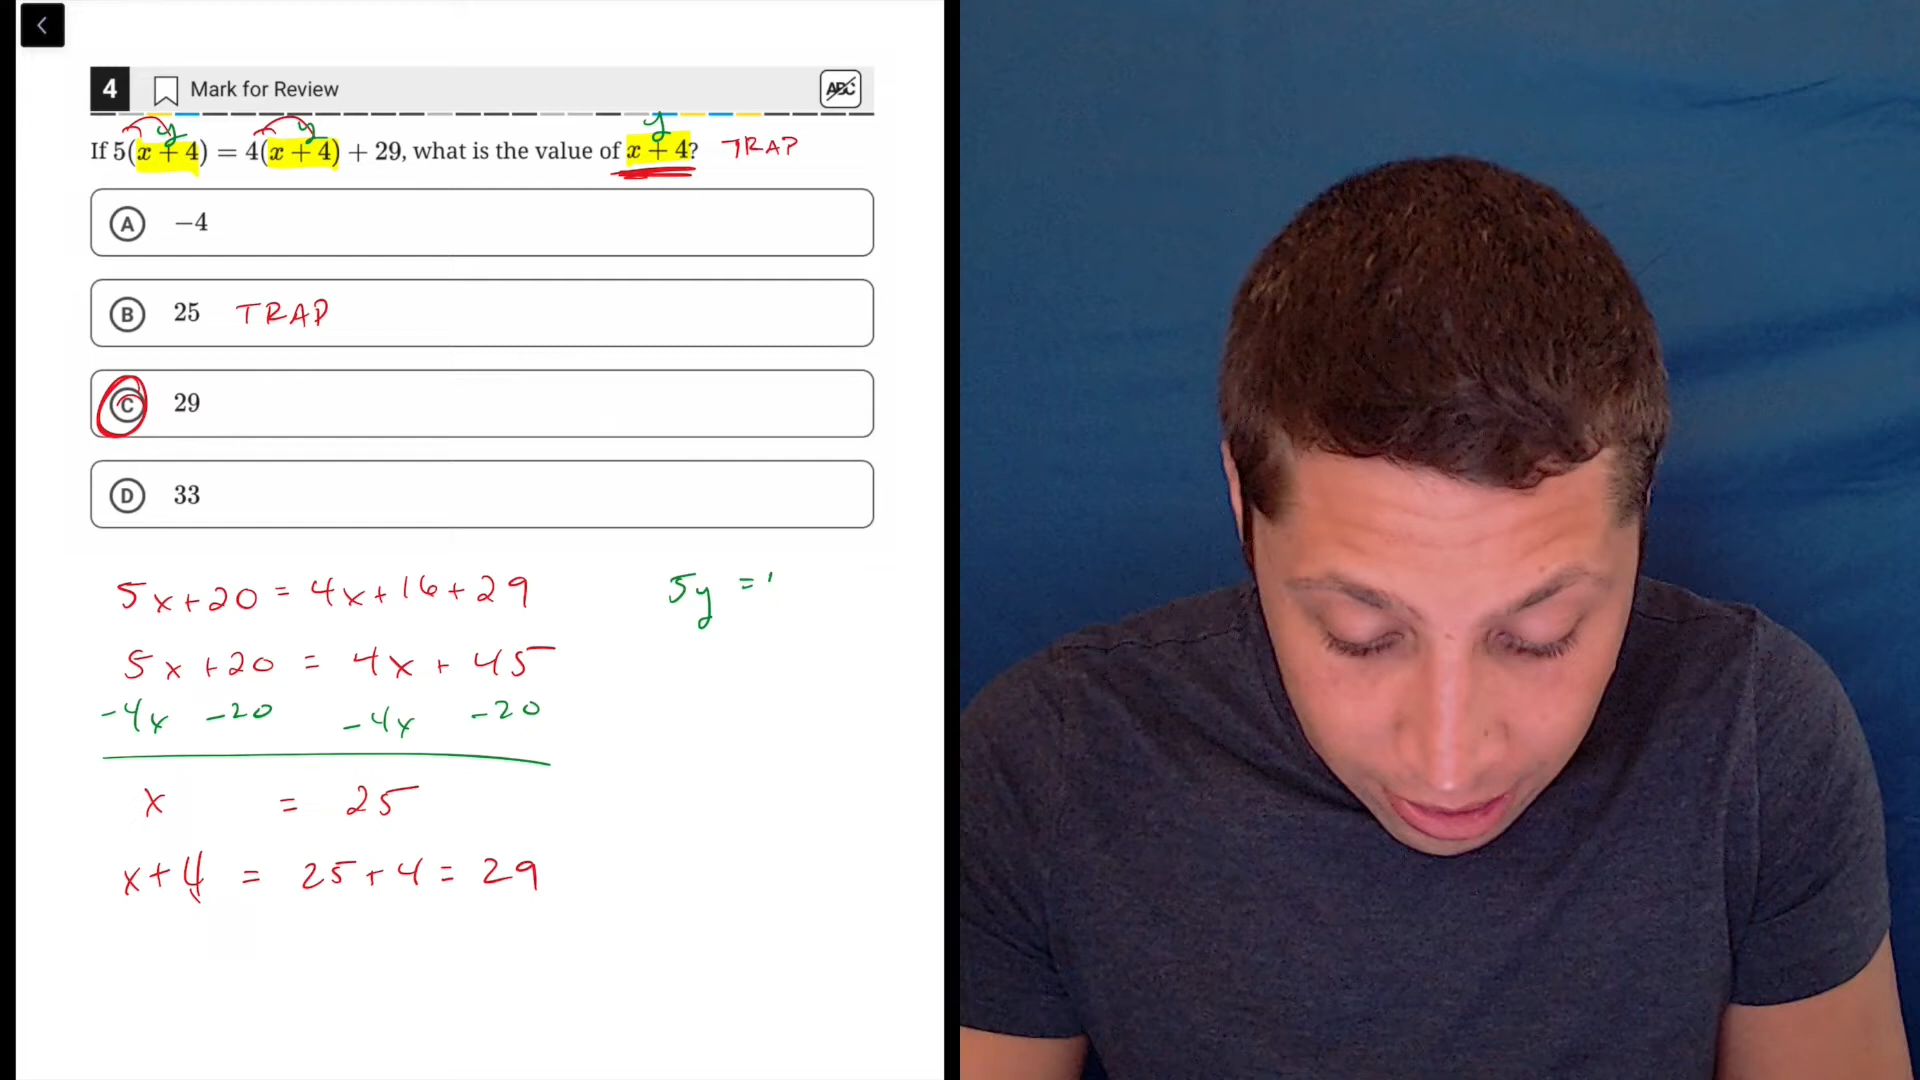 4 Mark for Review ABC
y y y
If 5(x + 4) = 4(x + 4) + 29, what is the value of x + 4? TRAP
A −4
B 25 TRAP
C 29
D 33
5x+20 = 4x+16+29
5y ='
5x+20 = 4x+45
-4x -20 -4x -20
x = 25
x+4 = 25+4 = 29